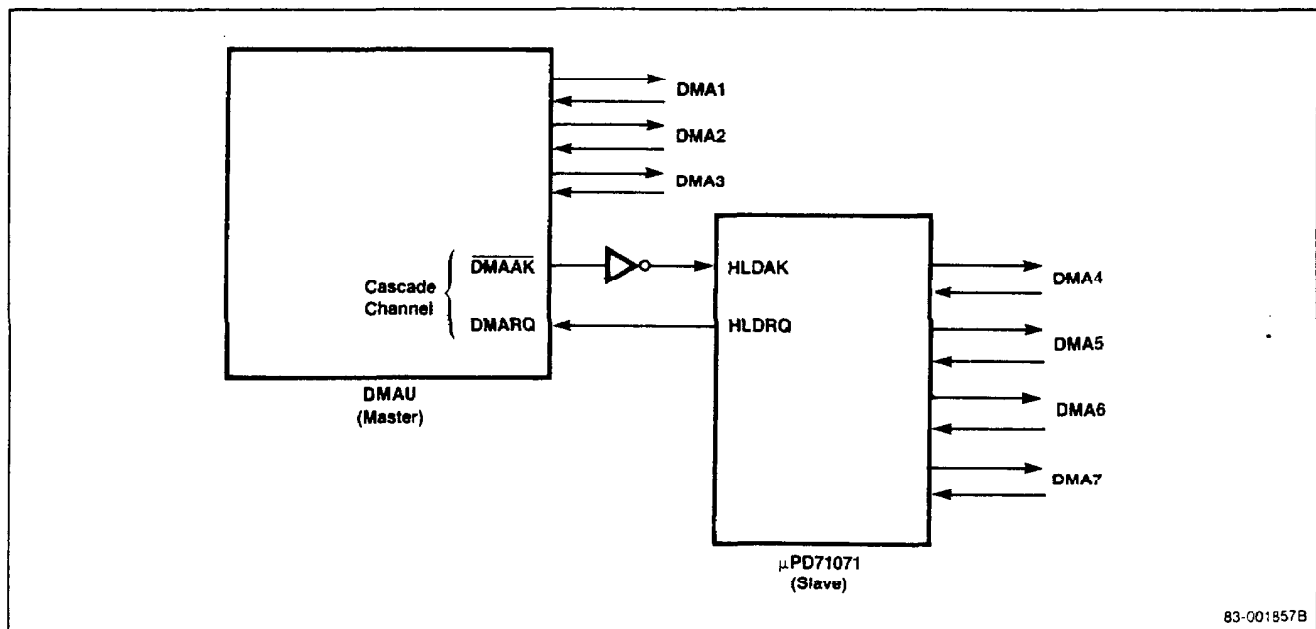 DMA1
DMA2
DMA3
Cascade
Channel
DMAAK
DMARQ
HLDAK
HLDRQ
DMA4
DMA5
DMA6
DMA7
DMAU
(Master)
μPD71071
(Slave)
83-001857B